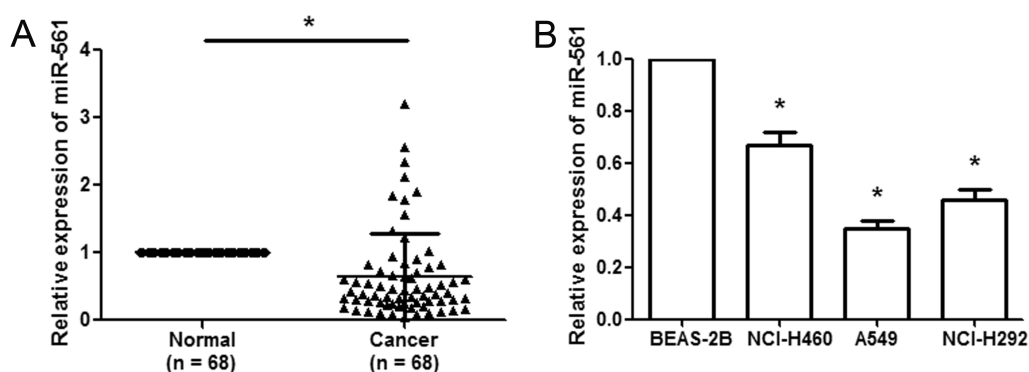 A
*
Relative expression of miR-561
4
3
2
1
0
Normal
(n = 68)
Cancer
(n = 68)
B
Relative expression of miR-561
1.0
0.8
0.6
0.4
0.2
0.0
*
*
*
BEAS-2B
NCI-H460
A549
NCI-H292